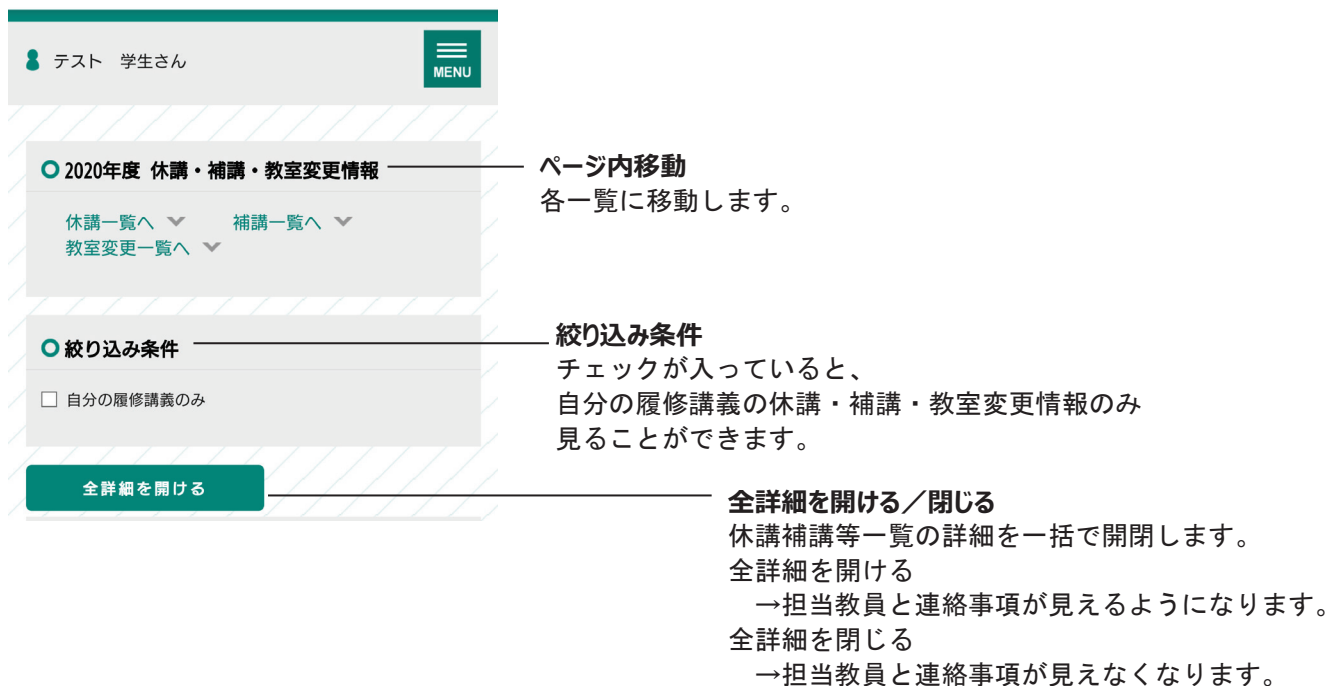 テスト 学生さん
MENU
2020年度 休講・補講・教室変更情報
休講一覧へ
補講一覧へ
教室変更一覧へ
絞り込み条件
自分の履修講義のみ
全詳細を開ける
ページ内移動
各一覧に移動します。
絞り込み条件
チェックが入っていると、
自分の履修講義の休講・補講・教室変更情報のみ
見ることができます。
全詳細を開ける／閉じる
休講補講等一覧の詳細を一括で開閉します。
全詳細を開ける
→担当教員と連絡事項が見えるようになります。
全詳細を閉じる
→担当教員と連絡事項が見えなくなります。